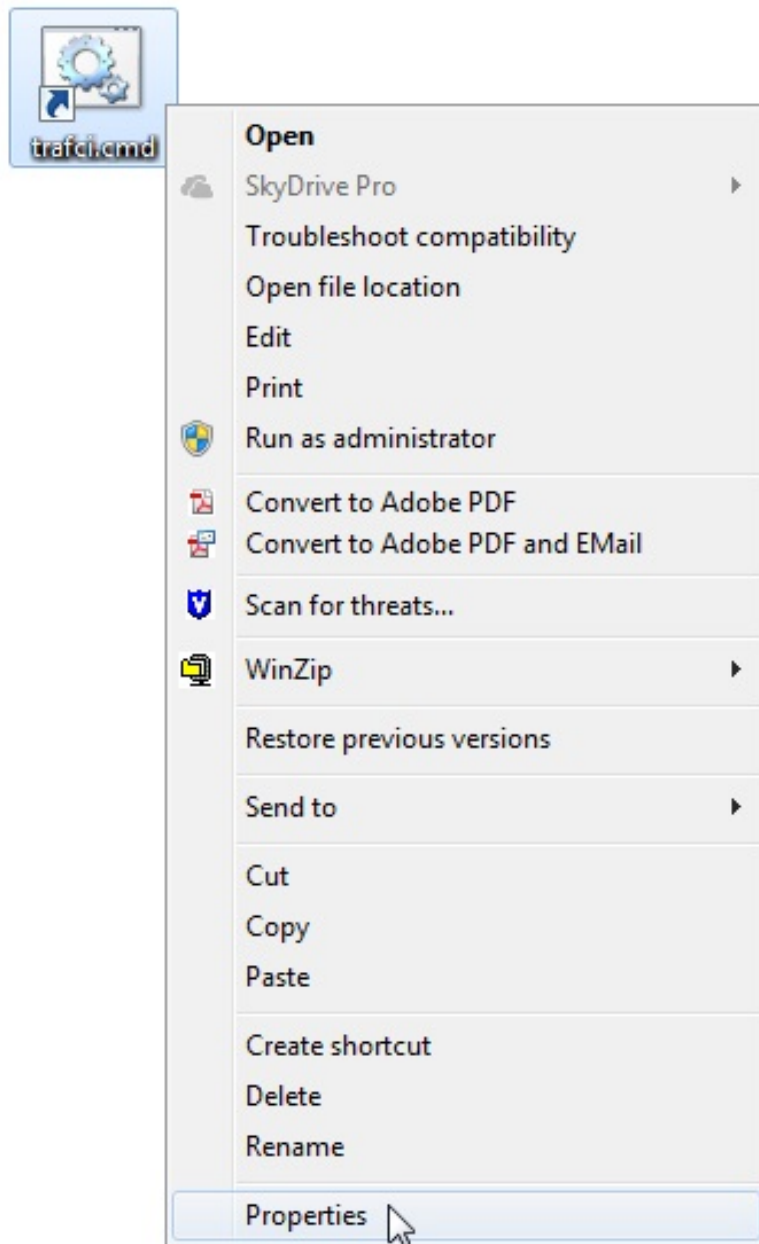 trafci.cmd
Open
SkyDrive Pro
Troubleshoot compatibility
Open file location
Edit
Print
Run as administrator
Convert to Adobe PDF
Convert to Adobe PDF and EMail
Scan for threats...
WinZip
Restore previous versions
Send to
Cut
Copy
Paste
Create shortcut
Delete
Rename
Properties